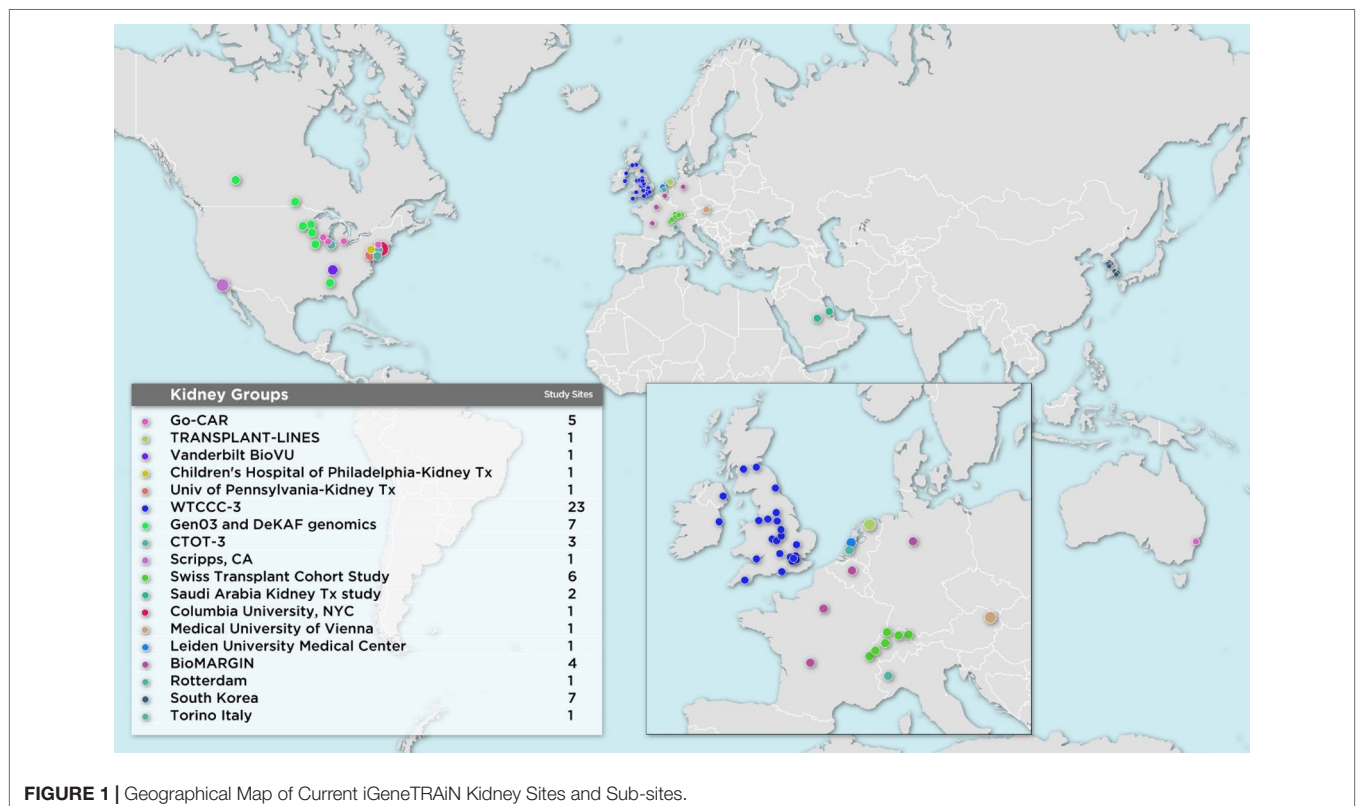 Kidney Groups Study Sites
Go-CAR 5
TRANSPLANT-LINES 1
Vanderbilt BioVU 1
Children's Hospital of Philadelphia-Kidney Tx 1
Univ of Pennsylvania-Kidney Tx 1
WTCCC-3 23
Gen03 and DeKAF genomics 7
CTOT-3 3
Scripps, CA 1
Swiss Transplant Cohort Study 6
Saudi Arabia Kidney Tx study 2
Columbia University, NYC 1
Medical University of Vienna 1
Leiden University Medical Center 1
BioMARGIN 4
Rotterdam 1
South Korea 7
Torino Italy 1
FIGURE 1 | Geographical Map of Current iGeneTRAiN Kidney Sites and Sub-sites.